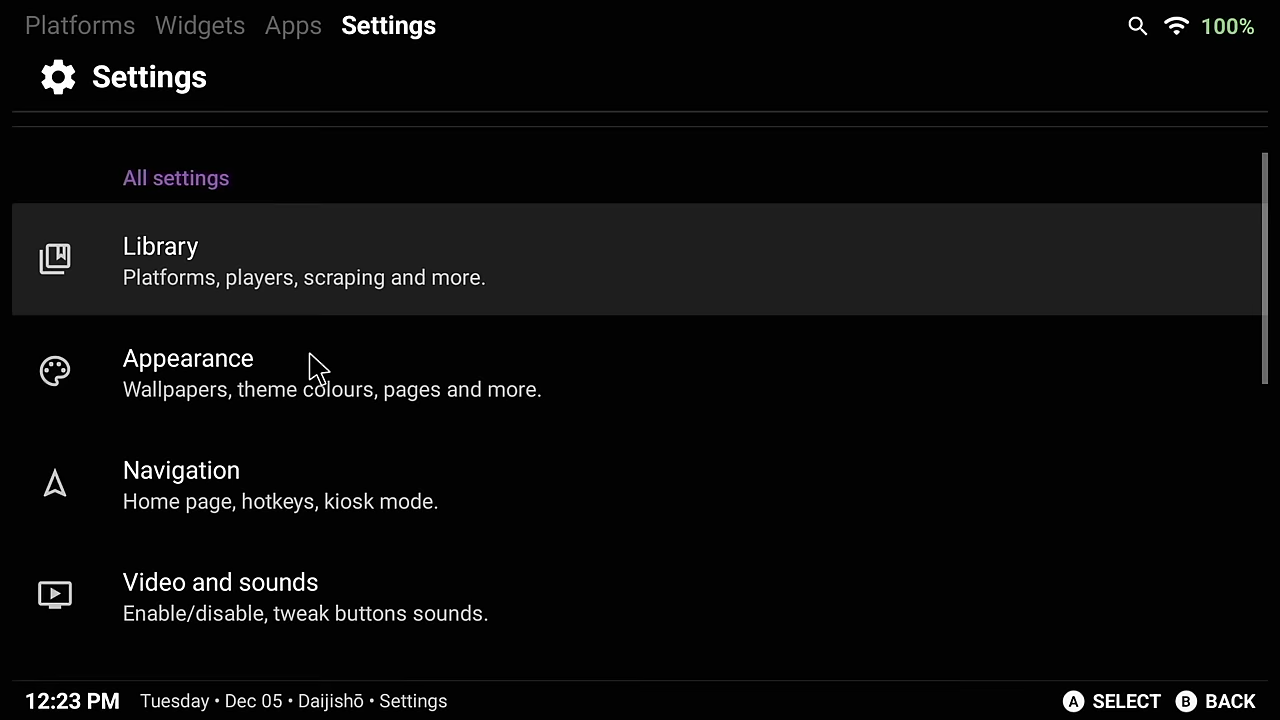 Platforms Widgets Apps Settings 100%
Settings
All settings
Library
Platforms, players, scraping and more.
Appearance
Wallpapers, theme colours, pages and more.
Navigation
Home page, hotkeys, kiosk mode.
Video and sounds
Enable/disable, tweak buttons sounds.
12:23 PM Tuesday • Dec 05 • Daijishō • Settings A SELECT B BACK